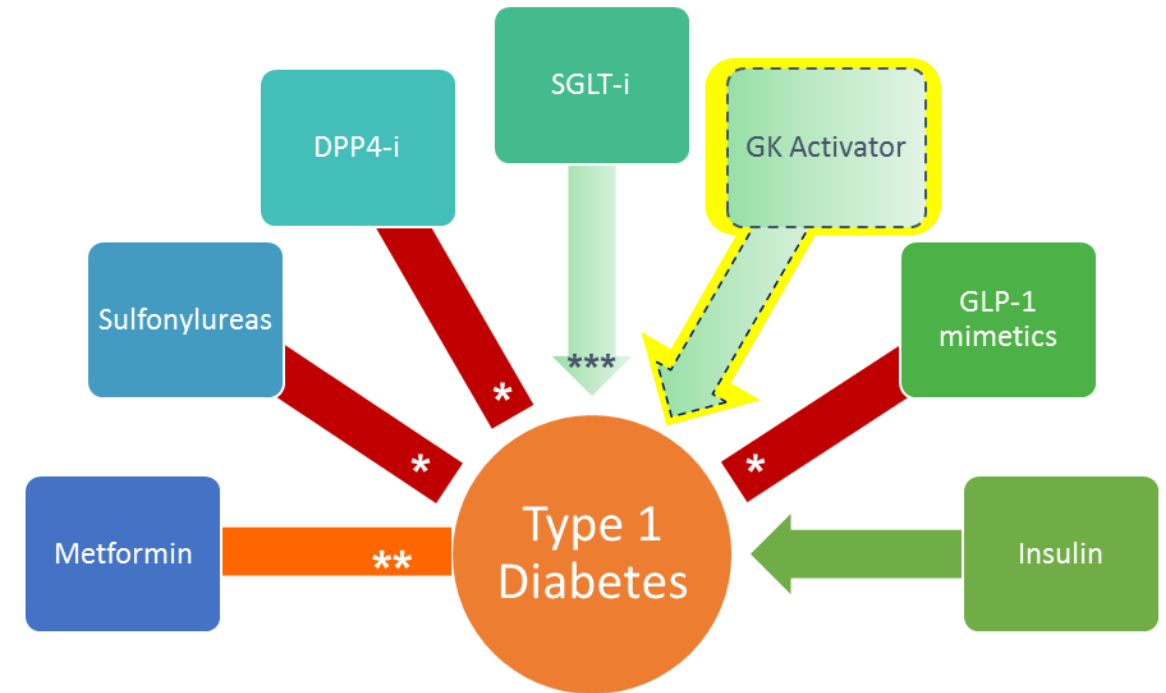 SGLT-i
DPP4-i
GK Activator
Sulfonylureas
GLP-1
mimetics
***
*
*
*
Metformin
**
Type 1
Diabetes
Insulin